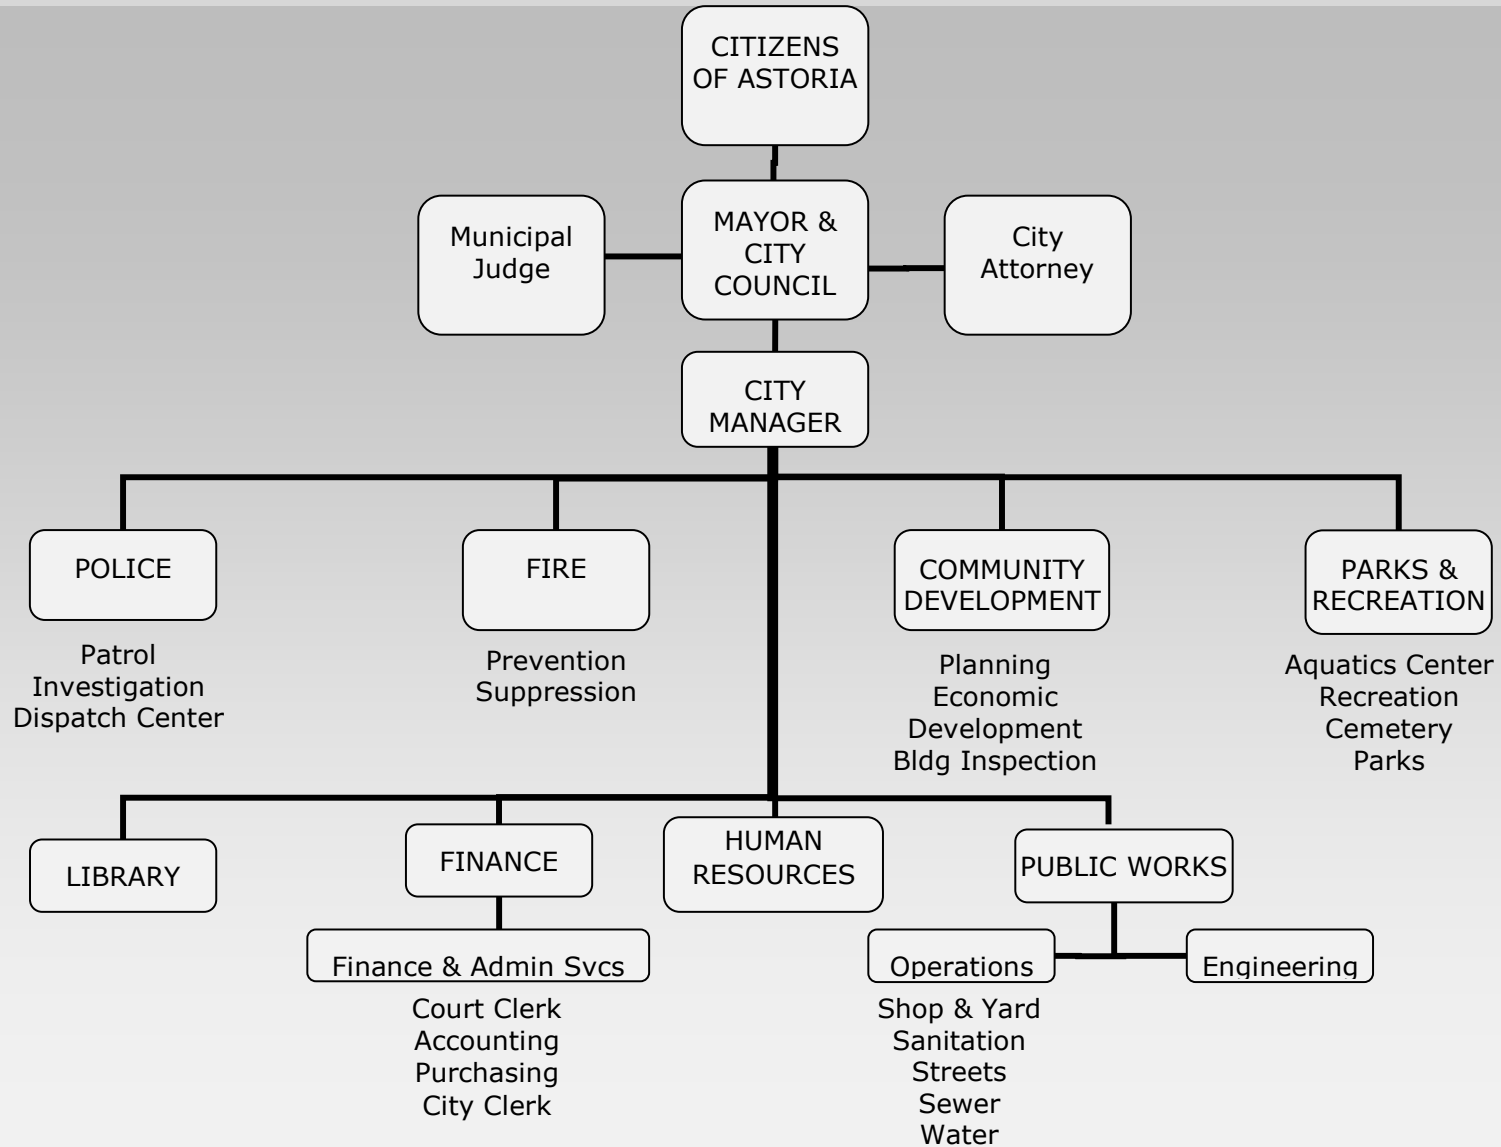 CITIZENS
OF ASTORIA
Municipal
Judge
MAYOR &
CITY
COUNCIL
City
Attorney
CITY
MANAGER
POLICE
Patrol
Investigation
Dispatch Center
FIRE
Prevention
Suppression
COMMUNITY
DEVELOPMENT
Planning
Economic
Development
Bldg Inspection
PARKS &
RECREATION
Aquatics Center
Recreation
Cemetery
Parks
LIBRARY
FINANCE
Finance & Admin Svcs
Court Clerk
Accounting
Purchasing
City Clerk
HUMAN
RESOURCES
PUBLIC WORKS
Operations
Shop & Yard
Sanitation
Streets
Sewer
Water
Engineering